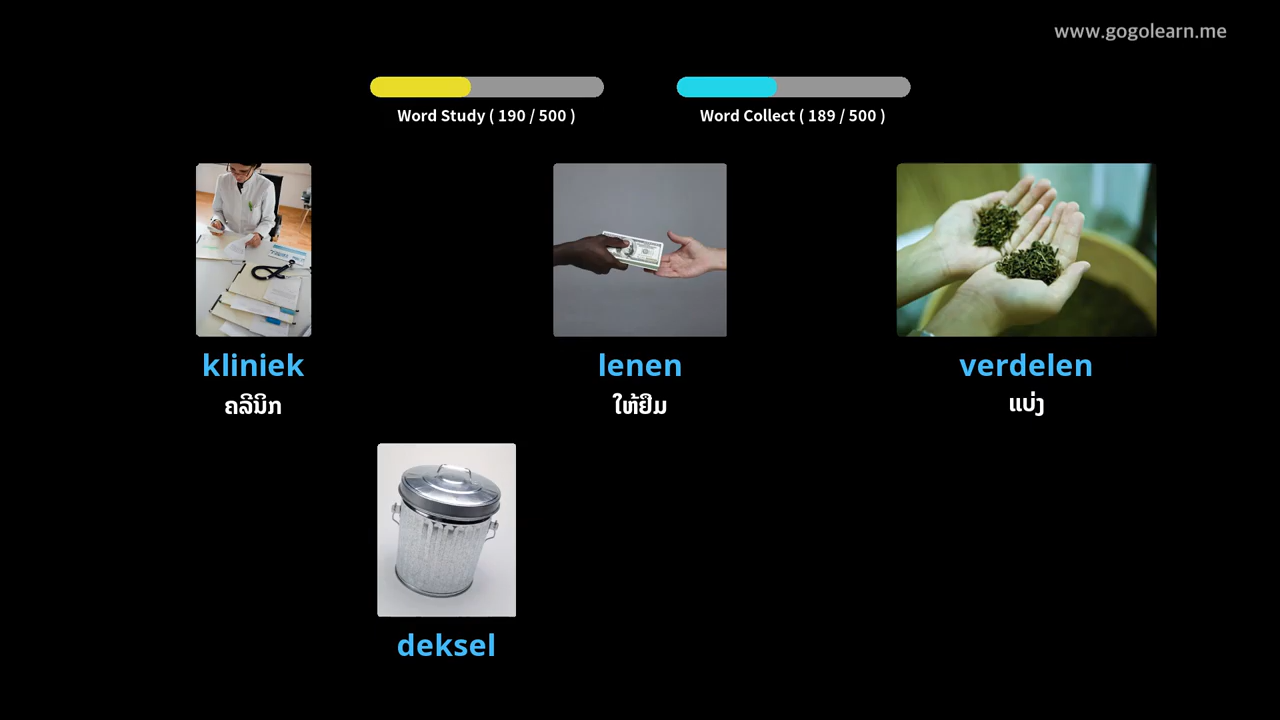 www.gogolearn.me
Word Study ( 190 / 500 )
Word Collect ( 189 / 500 )
kliniek
ຄລີນິກ
lenen
ໃຫ້ຢືມ
verdelen
ແບ່ງ
deksel